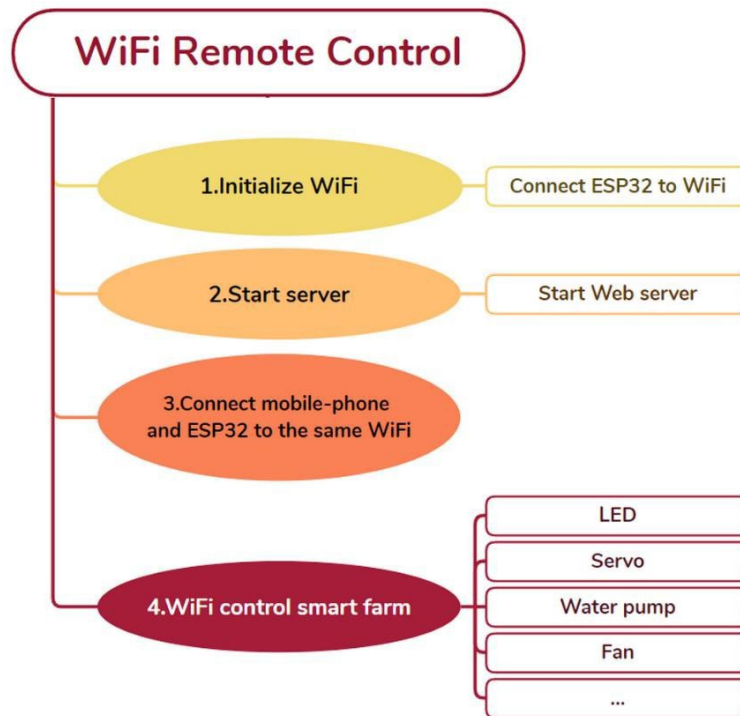 WiFi Remote Control
1.Initialize WiFi
Connect ESP32 to WiFi
2.Start server
Start Web server
3.Connect mobile-phone
and ESP32 to the same WiFi
4.WiFi control smart farm
LED
Servo
Water pump
Fan
...